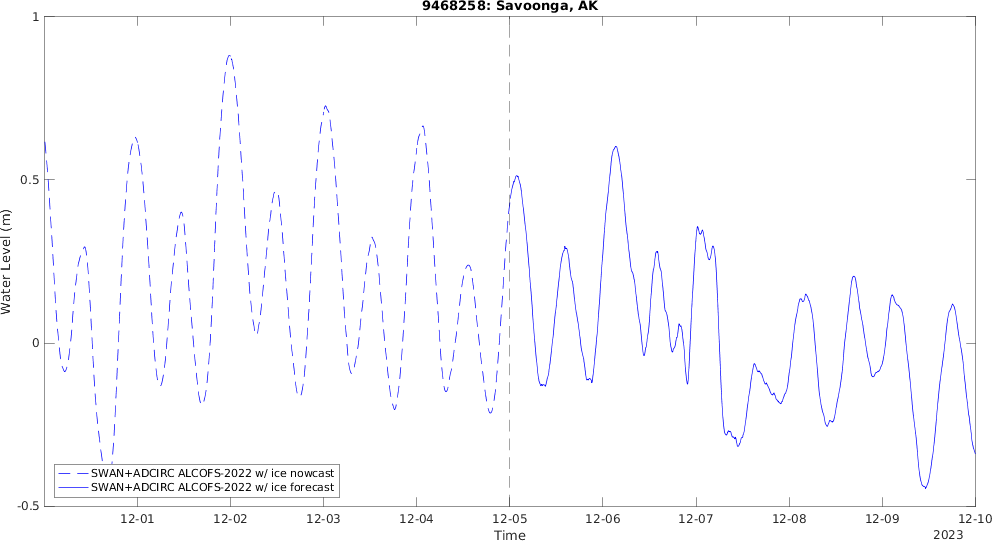 9468258: Savoonga, AK
1
0.5
0
-0.5
Water Level (m)
SWAN+ADCIRC ALCOFS-2022 w/ ice nowcast
SWAN+ADCIRC ALCOFS-2022 w/ ice forecast
12-01 12-02 12-03 12-04 12-05 12-06 12-07 12-08 12-09 12-10
Time
2023